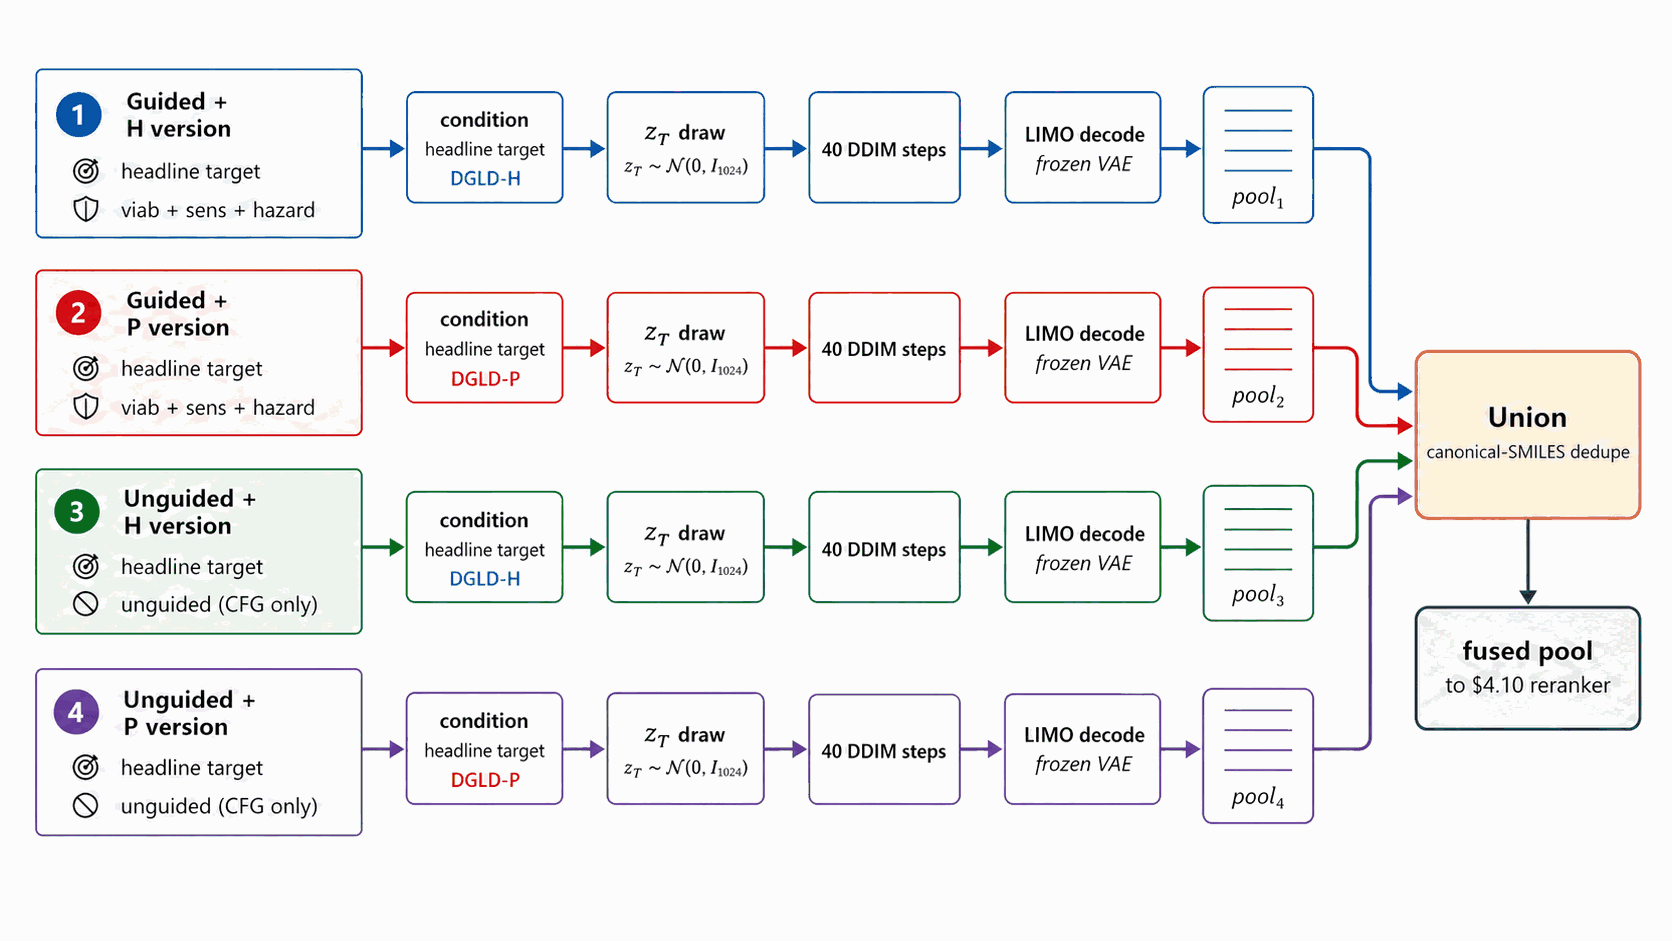 1
Guided +
H version
headline target
viab + sens + hazard
condition
headline target
DGLD-H
z_T draw
z_T ~ 𝒩(0, I_1024)
40 DDIM steps
LIMO decode
frozen VAE
pool_1
2
Guided +
P version
headline target
viab + sens + hazard
condition
headline target
DGLD-P
z_T draw
z_T ~ 𝒩(0, I_1024)
40 DDIM steps
LIMO decode
frozen VAE
pool_2
3
Unguided +
H version
headline target
unguided (CFG only)
condition
headline target
DGLD-H
z_T draw
z_T ~ 𝒩(0, I_1024)
40 DDIM steps
LIMO decode
frozen VAE
pool_3
4
Unguided +
P version
headline target
unguided (CFG only)
condition
headline target
DGLD-P
z_T draw
z_T ~ 𝒩(0, I_1024)
40 DDIM steps
LIMO decode
frozen VAE
pool_4
Union
canonical-SMILES dedupe
fused pool
to $4.10 reranker